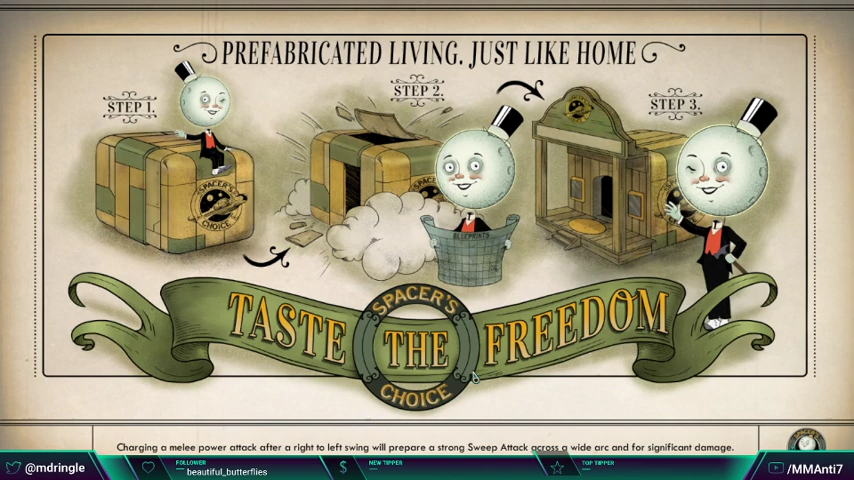 PREFABRICATED LIVING. JUST LIKE HOME
STEP 1.
STEP 2.
STEP 3.
SPACER'S
CHOICE
BLUEPRINTS
TASTE THE FREEDOM
SPACER'S
CHOICE
Charging a melee power attack after a right to left swing will prepare a strong Sweep Attack across a wide arc and for significant damage.
@mdringle
FOLLOWER
beautiful_butterflies
$
NEW TIPPER
TOP TIPPER
/MMAnti7